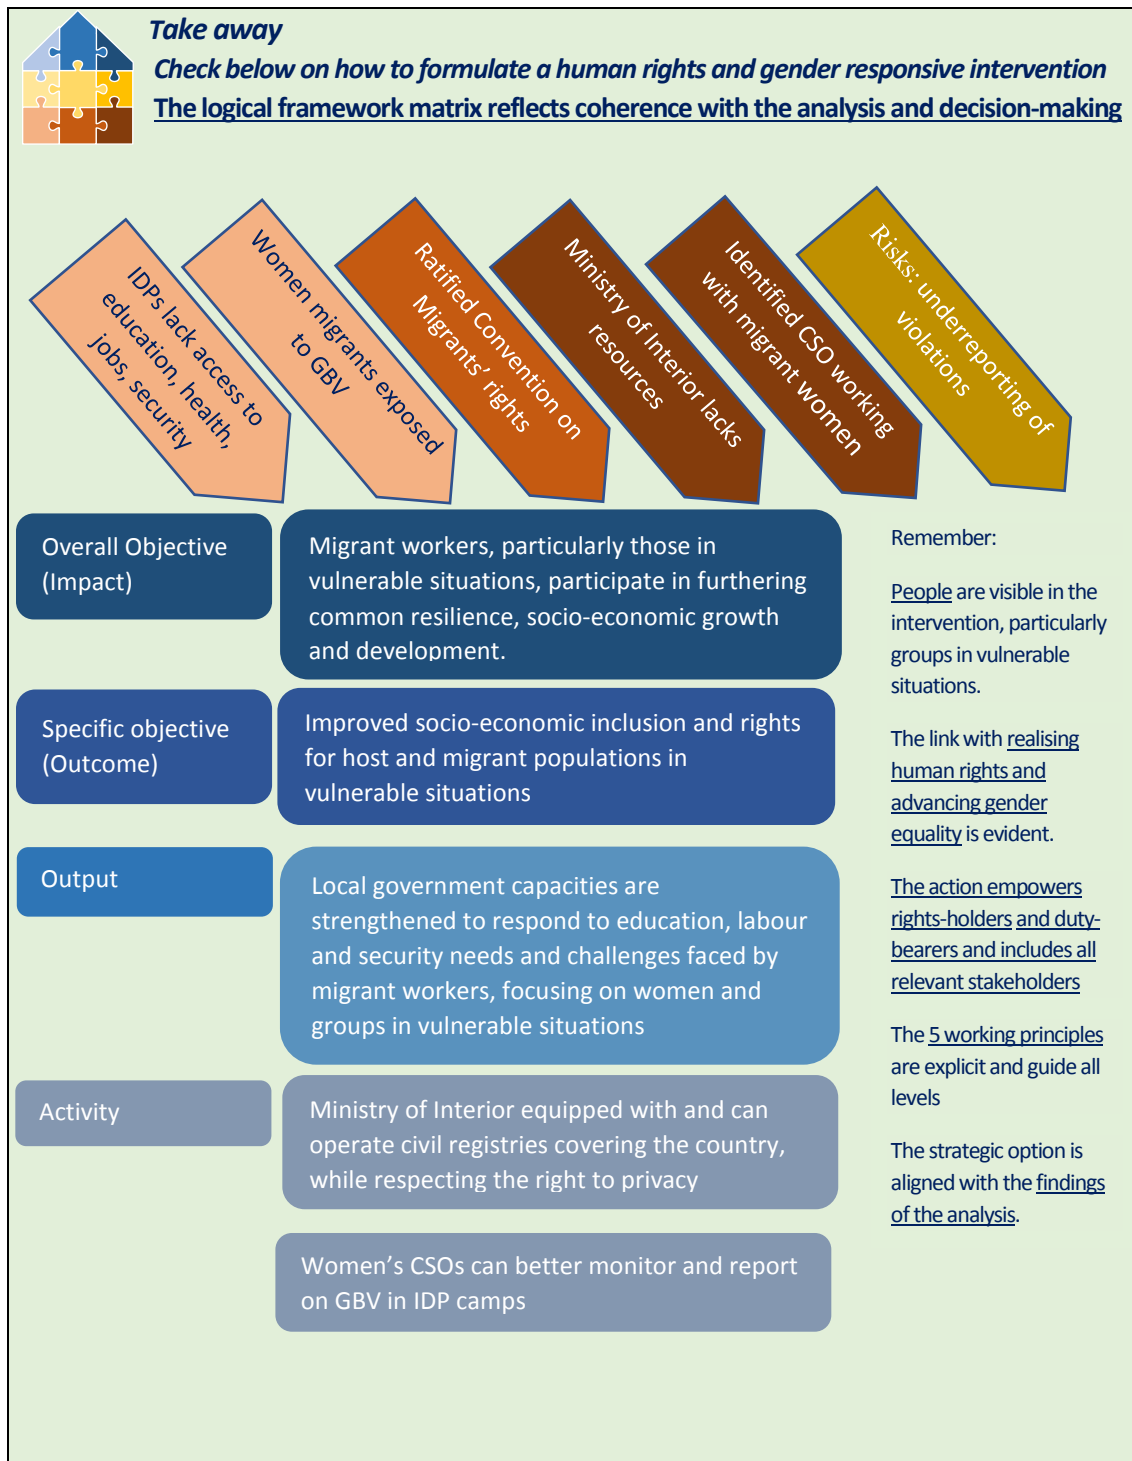 Take away
Check below on how to formulate a human rights and gender responsive intervention
The logical framework matrix reflects coherence with the analysis and decision-making
IDPs lack access to
education, health,
jobs, security
Women migrants exposed
to GBV
Ratified Convention on
Migrants’ rights
Ministry of Interior lacks
resources
Identified CSO working
with migrant women
Risks: underreporting of
violations
Overall Objective
(Impact)
Migrant workers, particularly those in
vulnerable situations, participate in furthering
common resilience, socio-economic growth
and development.
Specific objective
(Outcome)
Improved socio-economic inclusion and rights
for host and migrant populations in
vulnerable situations
Output
Local government capacities are
strengthened to respond to education, labour
and security needs and challenges faced by
migrant workers, focusing on women and
groups in vulnerable situations
Activity
Ministry of Interior equipped with and can
operate civil registries covering the country,
while respecting the right to privacy
Women’s CSOs can better monitor and report
on GBV in IDP camps
Remember:
People are visible in the
intervention, particularly
groups in vulnerable
situations.
The link with realising
human rights and
advancing gender
equality is evident.
The action empowers
rights-holders and duty-
bearers and includes all
relevant stakeholders
The 5 working principles
are explicit and guide all
levels
The strategic option is
aligned with the findings
of the analysis.